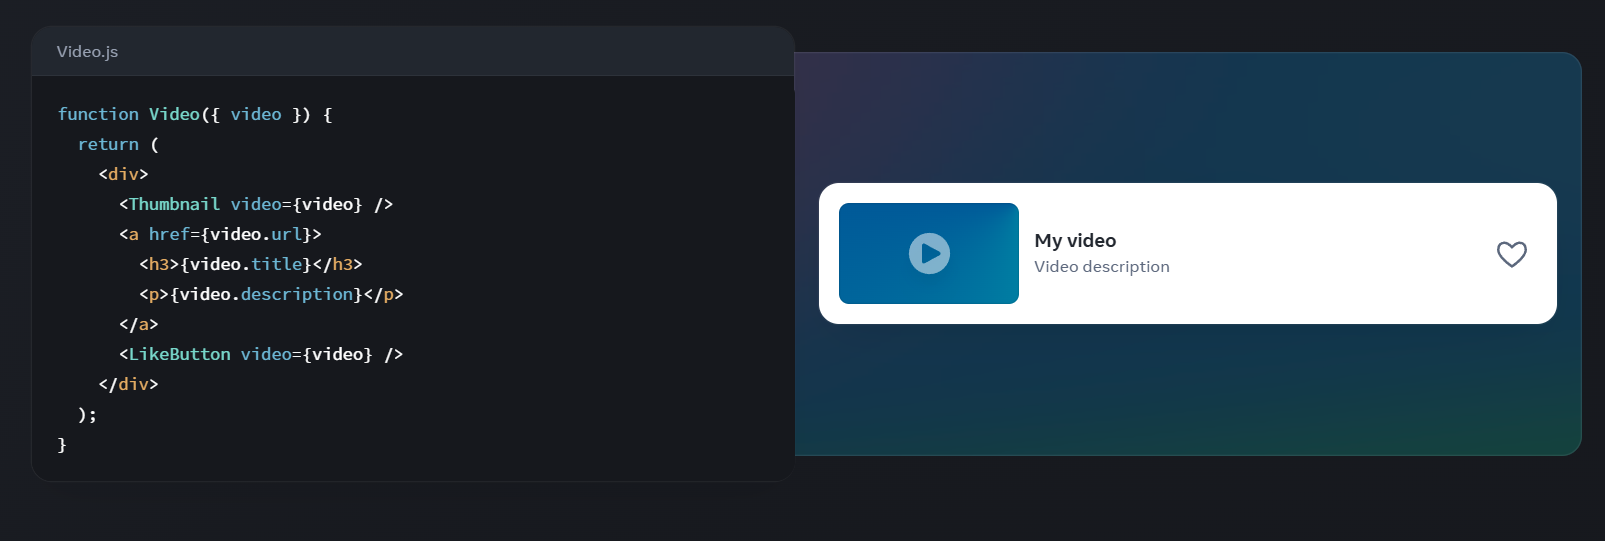 Video.js
function Video({ video }) {
  return (
    <div>
      <Thumbnail video={video} />
      <a href={video.url}>
        <h3>{video.title}</h3>
        <p>{video.description}</p>
      </a>
      <LikeButton video={video} />
    </div>
  );
}
My video
Video description